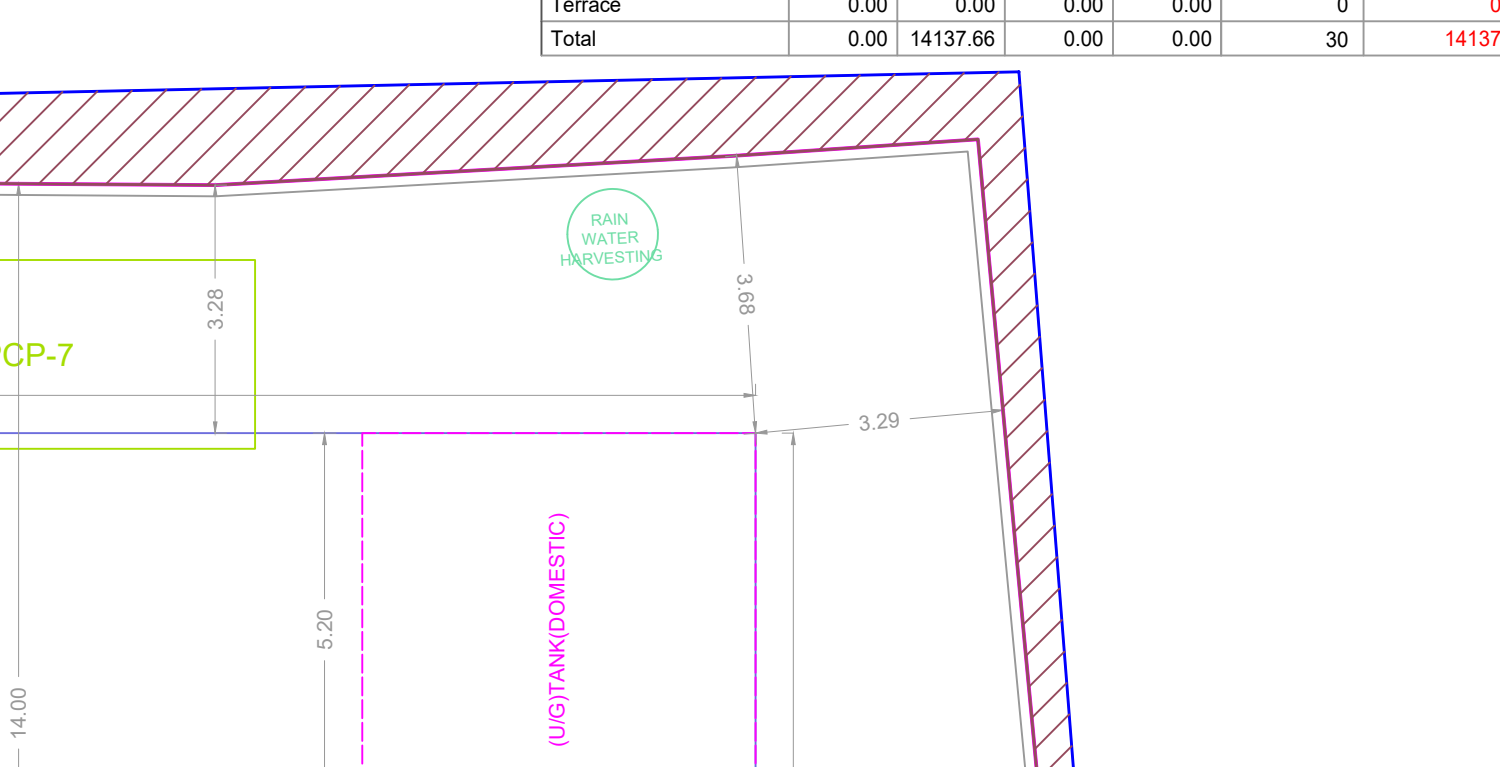 Terrace 0.00 0.00 0.00 0.00 0
Total 0.00 14137.66 0.00 0.00 30 14137
RAIN
WATER
HARVESTING
3.28
3.68
CP-7
3.29
(U/G)TANK(DOMESTIC)
5.20
14.00